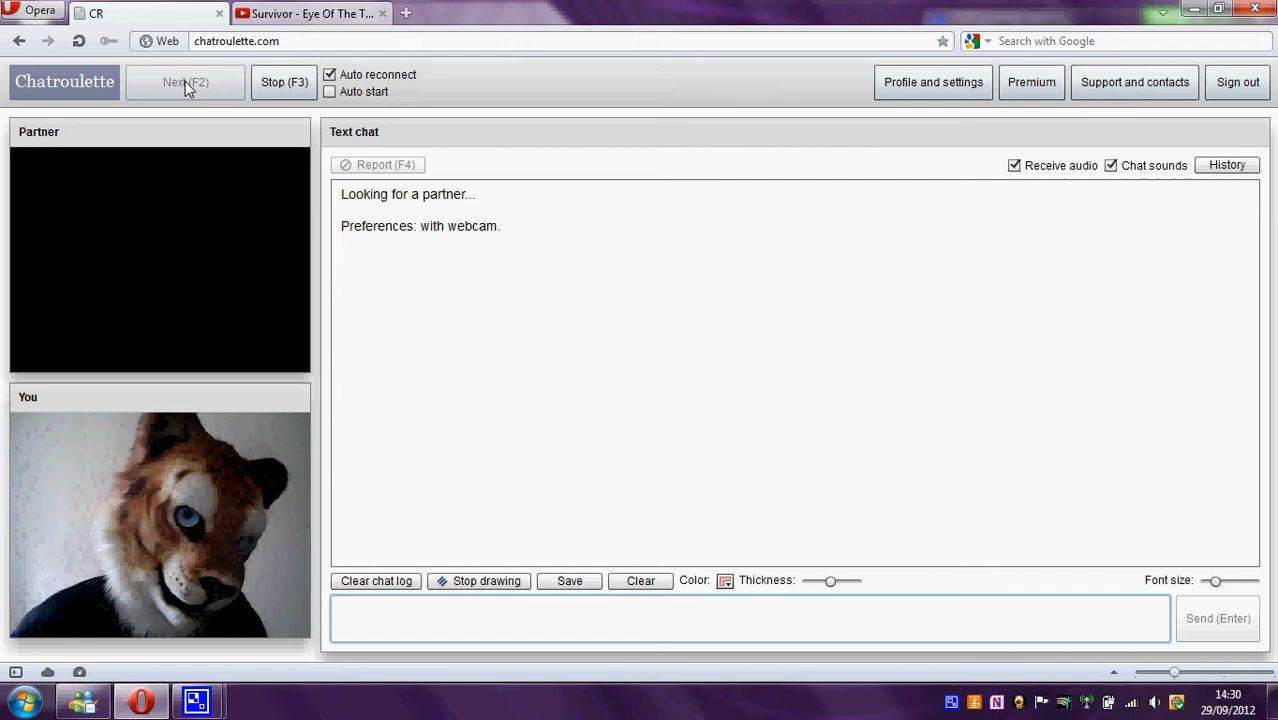 Opera
CR
Survivor - Eye Of The T...
Web
chatroulette.com
Search with Google
Chatroulette
Next (F2)
Stop (F3)
Auto reconnect
Auto start
Profile and settings
Premium
Support and contacts
Sign out
Partner
Text chat
Report (F4)
Receive audio
Chat sounds
History
Looking for a partner...
Preferences: with webcam.
You
Clear chat log
Stop drawing
Save
Clear
Color:
Thickness:
Font size:
Send (Enter)
14:30
29/09/2012